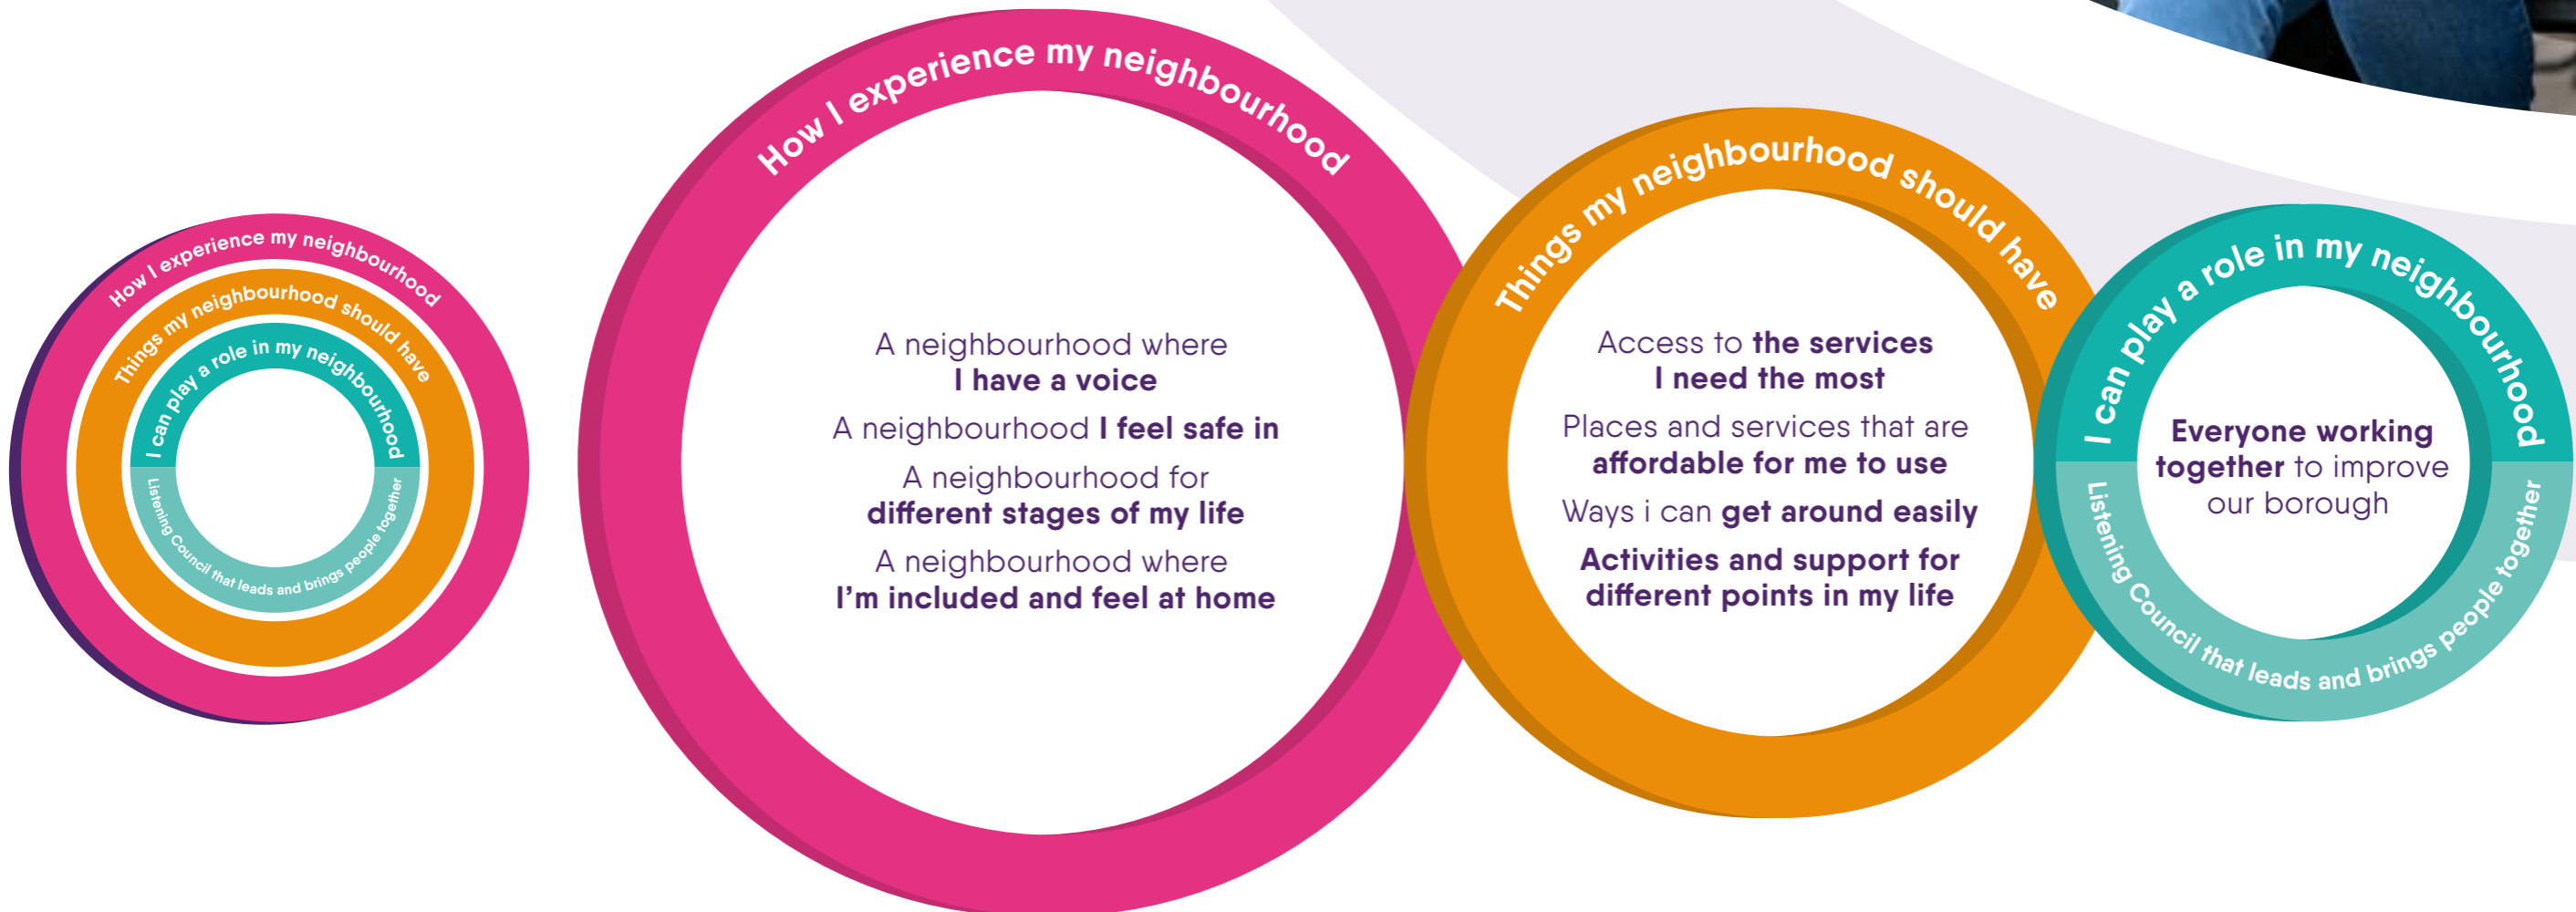 How I experience my neighbourhood
Things my neighbourhood should have
I can play a role in my neighbourhood
Listening Council that leads and brings people together
How I experience my neighbourhood
A neighbourhood where
I have a voice
A neighbourhood I feel safe in
A neighbourhood for
different stages of my life
A neighbourhood where
I'm included and feel at home
Things my neighbourhood should have
Access to the services
I need the most
Places and services that are
affordable for me to use
Ways i can get around easily
Activities and support for
different points in my life
I can play a role in my neighbourhood
Everyone working
together to improve
our borough
Listening Council that leads and brings people together